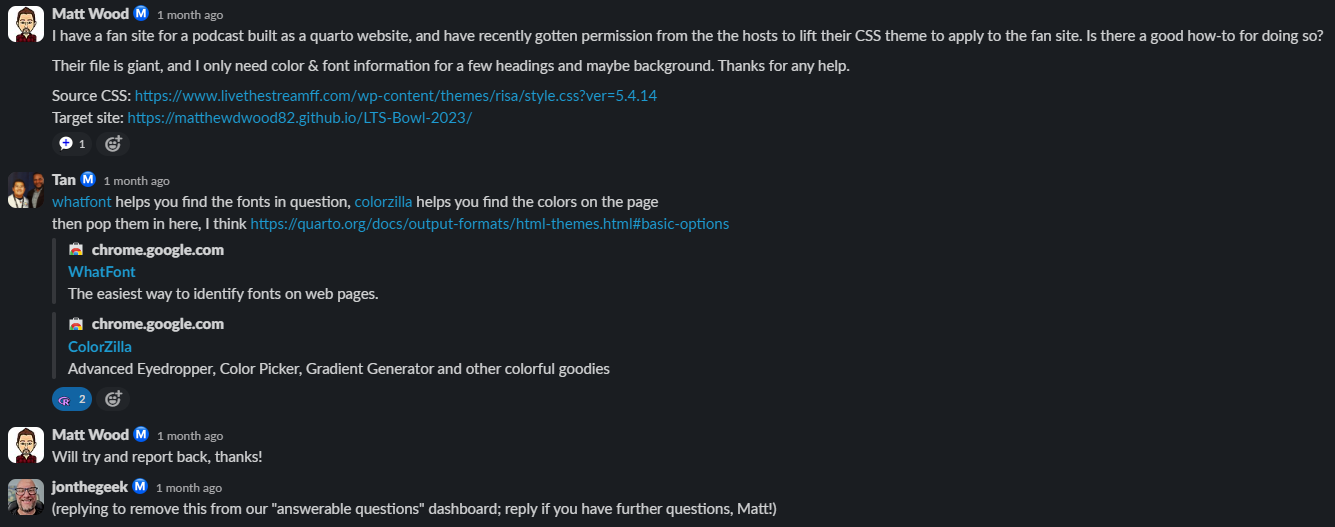 Matt Wood M 1 month ago
I have a fan site for a podcast built as a quarto website, and have recently gotten permission from the the hosts to lift their CSS theme to apply to the fan site. Is there a good how-to for doing so?
Their file is giant, and I only need color & font information for a few headings and maybe background. Thanks for any help.
Source CSS: https://www.livethestreamff.com/wp-content/themes/risa/style.css?ver=5.4.14
Target site: https://matthewdwood82.github.io/LTS-Bowl-2023/
1
Tan M 1 month ago
whatfont helps you find the fonts in question, colorzilla helps you find the colors on the page
then pop them in here, I think https://quarto.org/docs/output-formats/html-themes.html#basic-options
chrome.google.com
WhatFont
The easiest way to identify fonts on web pages.
chrome.google.com
ColorZilla
Advanced Eyedropper, Color Picker, Gradient Generator and other colorful goodies
R 2
Matt Wood M 1 month ago
Will try and report back, thanks!
jonthegeek M 1 month ago
(replying to remove this from our "answerable questions" dashboard; reply if you have further questions, Matt!)